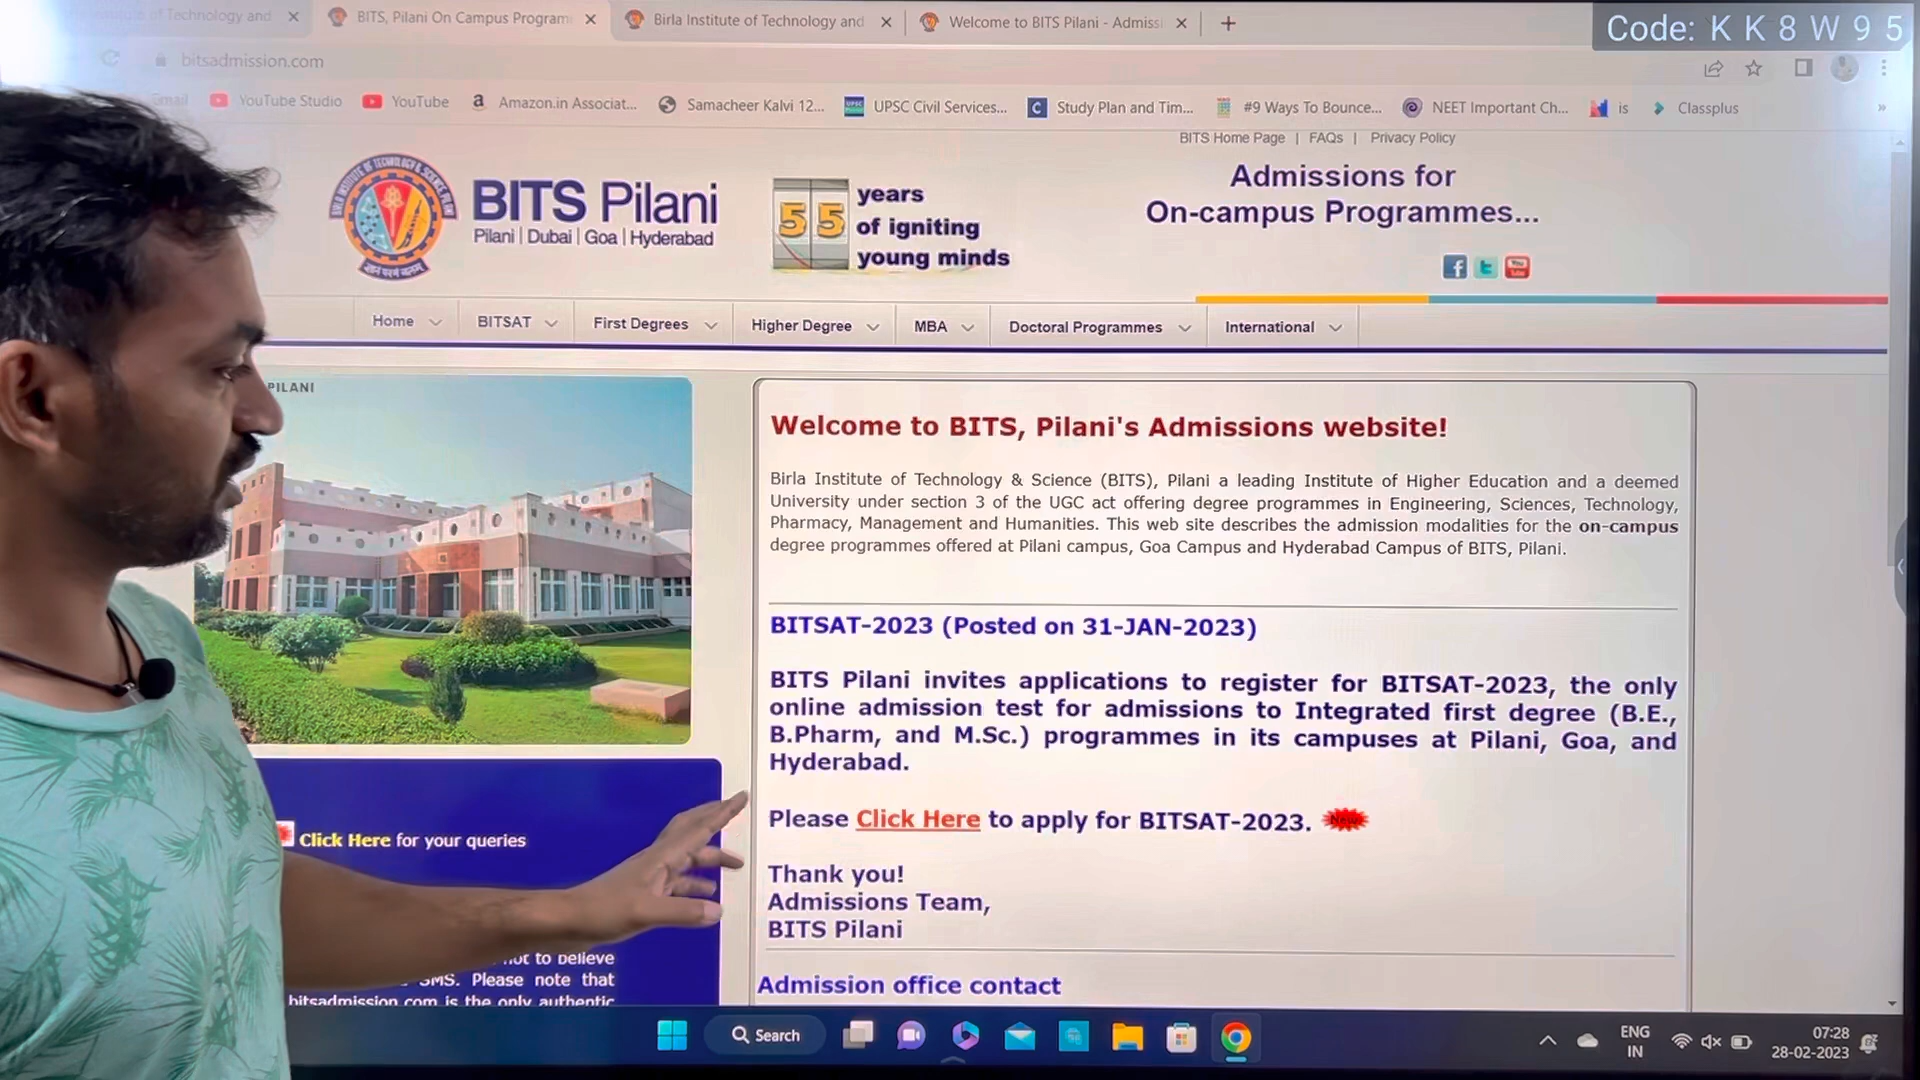 of Technology and
BITS, Pilani On Campus Program
Birla Institute of Technology and
Welcome to BITS Pilani - Admiss
Code: K K 8 W 9 5
bitsadmission.com
Gmail
YouTube Studio
YouTube
Amazon.in Associat...
Samacheer Kalvi 12...
UPSC Civil Services...
Study Plan and Tim...
#9 Ways To Bounce...
NEET Important Ch...
is
Classplus
»
BITS Home Page | FAQs | Privacy Policy
BITS Pilani
Pilani | Dubai | Goa | Hyderabad
55 years
of igniting
young minds
Admissions for
On-campus Programmes...
Home
BITSAT
First Degrees
Higher Degree
MBA
Doctoral Programmes
International
PILANI
Welcome to BITS, Pilani's Admissions website!
Birla Institute of Technology & Science (BITS), Pilani a leading Institute of Higher Education and a deemed
University under section 3 of the UGC act offering degree programmes in Engineering, Sciences, Technology,
Pharmacy, Management and Humanities. This web site describes the admission modalities for the on-campus
degree programmes offered at Pilani campus, Goa Campus and Hyderabad Campus of BITS, Pilani.
BITSAT-2023 (Posted on 31-JAN-2023)
BITS Pilani invites applications to register for BITSAT-2023, the only
online admission test for admissions to Integrated first degree (B.E.,
B.Pharm, and M.Sc.) programmes in its campuses at Pilani, Goa, and
Hyderabad.
Please Click Here to apply for BITSAT-2023. New
Thank you!
Admissions Team,
BITS Pilani
Admission office contact
Click Here for your queries
not to believe
SMS. Please note that
bitsadmission.com is the only authentic
Search
ENG
IN
07:28
28-02-2023